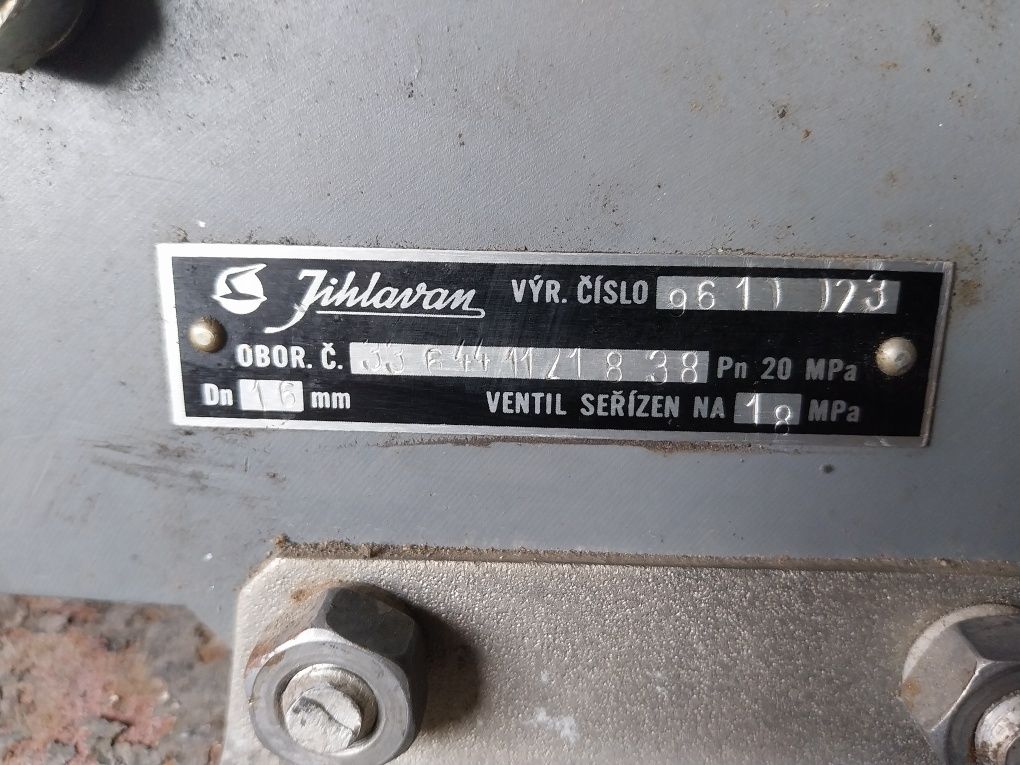 Jihlavan VÝR. ČÍSLO
OBOR. Č. Pn 20 MPa
Dn 16 mm VENTIL SEŘÍZEN NA 18 MPa